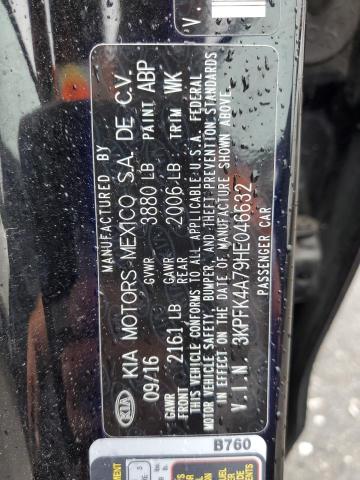 MANUFACTURED BY
KIA MOTORS-MEXICO S.A. DE C.V.
09/16 GVWR 3880 LB PAINT ABP
GAWR FRONT 2161 LB GAWR REAR 2006 LB TRIM WK
THIS VEHICLE CONFORMS TO ALL APPLICABLE U.S.A. FEDERAL
MOTOR VEHICLE SAFETY, BUMPER, AND THEFT PREVENTION STANDARDS
IN EFFECT ON THE DATE OF MANUFACTURE SHOWN ABOVE.
V.I.N. 3KPFK4A79HE046632
PASSENGER CAR
KIA
B760
V.